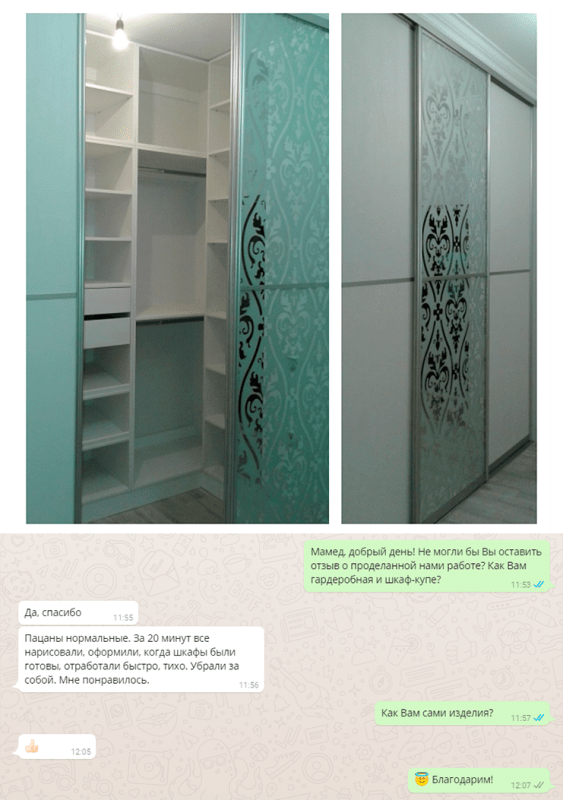 Мамед, добрый день! Не могли бы Вы оставить
отзыв о проделанной нами работе? Как Вам
гардеробная и шкаф-купе?
11:53
Да, спасибо
11:55
Пацаны нормальные. За 20 минут все
нарисовали, оформили, когда шкафы были
готовы, отработали быстро, тихо. Убрали за
собой. Мне понравилось.
11:56
Как Вам сами изделия?
11:57
12:05
Благодарим!
12:07